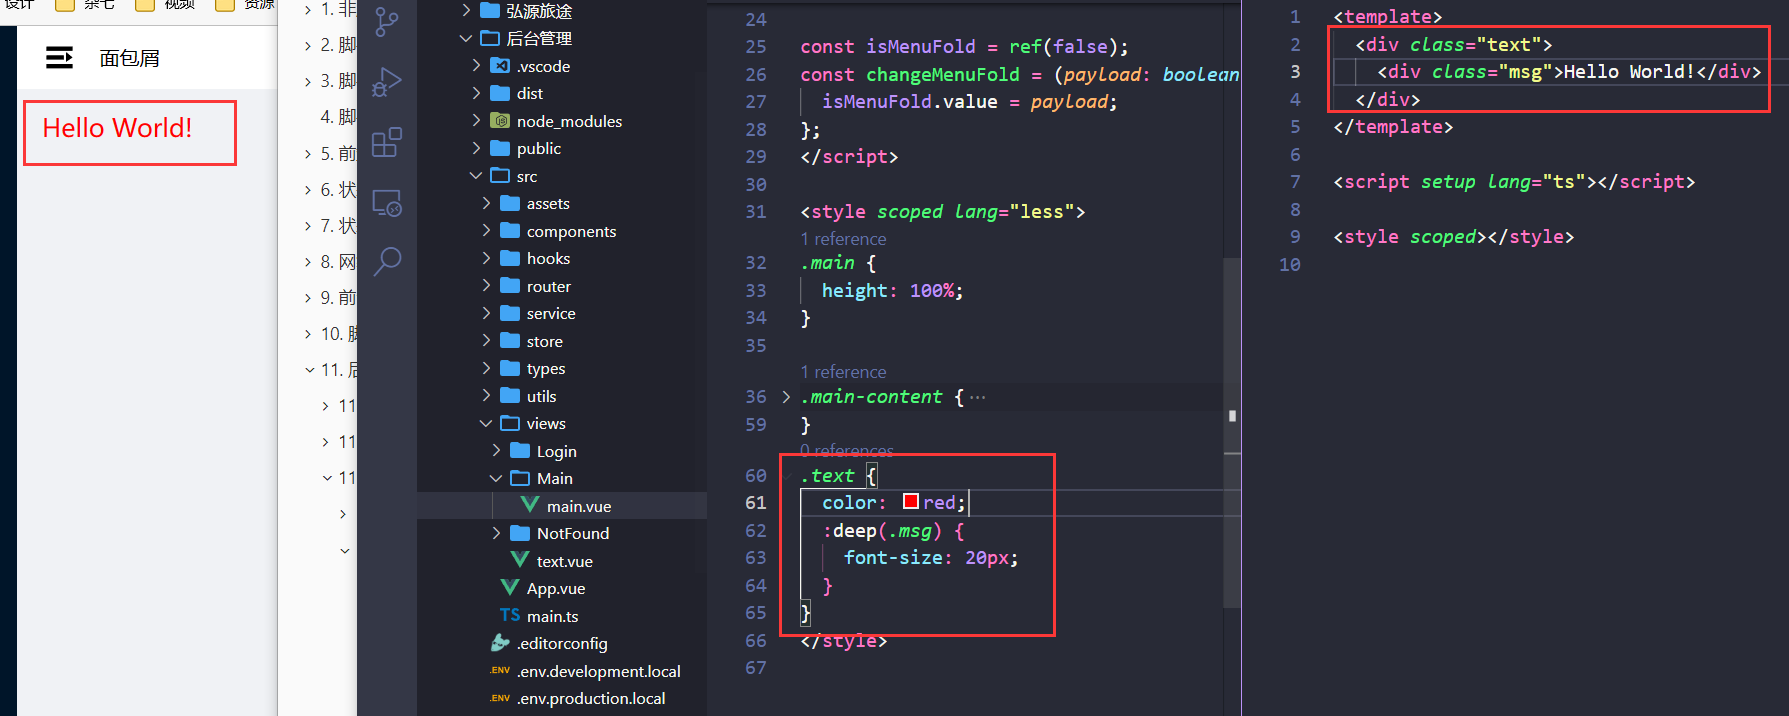 设计
杂七
视频
资源
面包屑
Hello World!
1. 非
2. 脚
3. 脚
4. 脚
5. 前
6. 状
7. 状
8. 网
9. 前
10. 脚
11. 后
11
11
11
弘源旅途
后台管理
.vscode
dist
node_modules
public
src
assets
components
hooks
router
service
store
types
utils
views
Login
Main
main.vue
NotFound
text.vue
App.vue
TS main.ts
.editorconfig
.ENV .env.development.local
.ENV .env.production.local
24
25 const isMenuFold = ref(false);
26 const changeMenuFold = (payload: boolean
27 isMenuFold.value = payload;
28 };
29 </script>
30
31 <style scoped lang="less">
1 reference
32 .main {
33 height: 100%;
34 }
35
1 reference
36 .main-content { ···
59 }
0 references
60 .text {
61 color: red;
62 :deep(.msg) {
63 font-size: 20px;
64 }
65 }
66 </style>
67
1 <template>
2 <div class="text">
3 <div class="msg">Hello World!</div>
4 </div>
5 </template>
6
7 <script setup lang="ts"></script>
8
9 <style scoped></style>
10